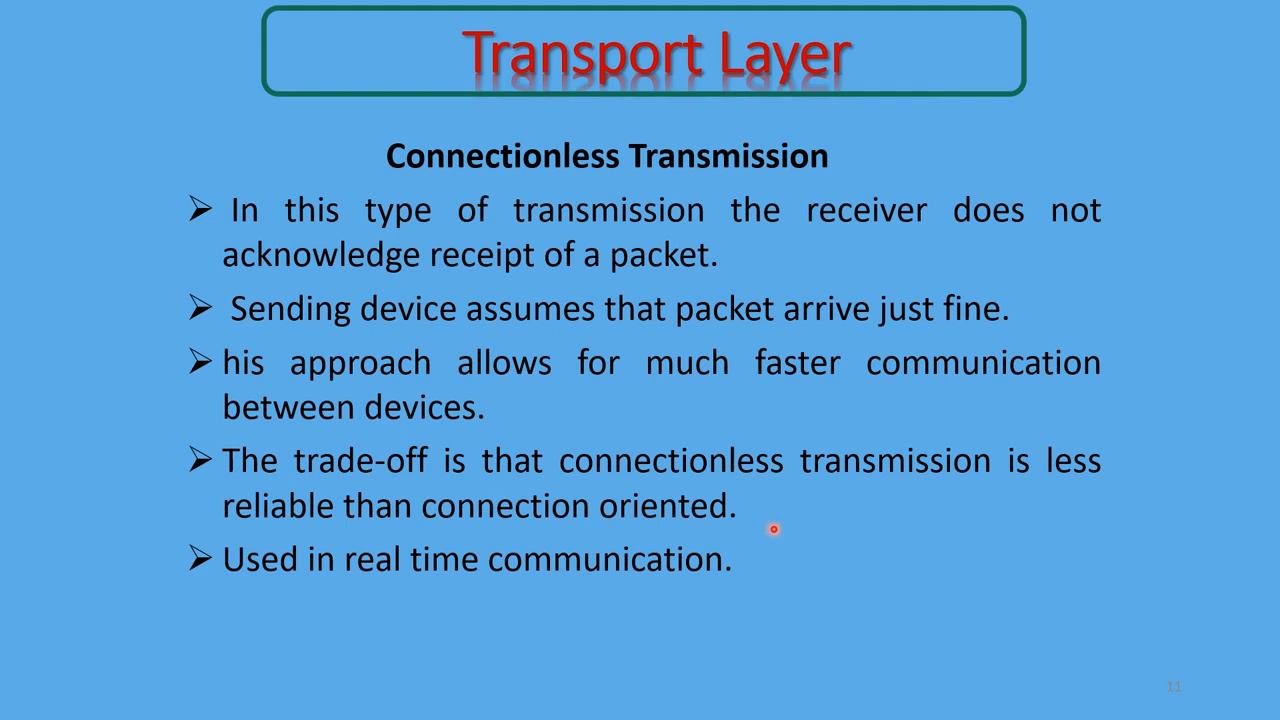 Transport Layer
Connectionless Transmission
➢ In this type of transmission the receiver does not
acknowledge receipt of a packet.
➢ Sending device assumes that packet arrive just fine.
➢ his approach allows for much faster communication
between devices.
➢ The trade-off is that connectionless transmission is less
reliable than connection oriented.
➢ Used in real time communication.
11